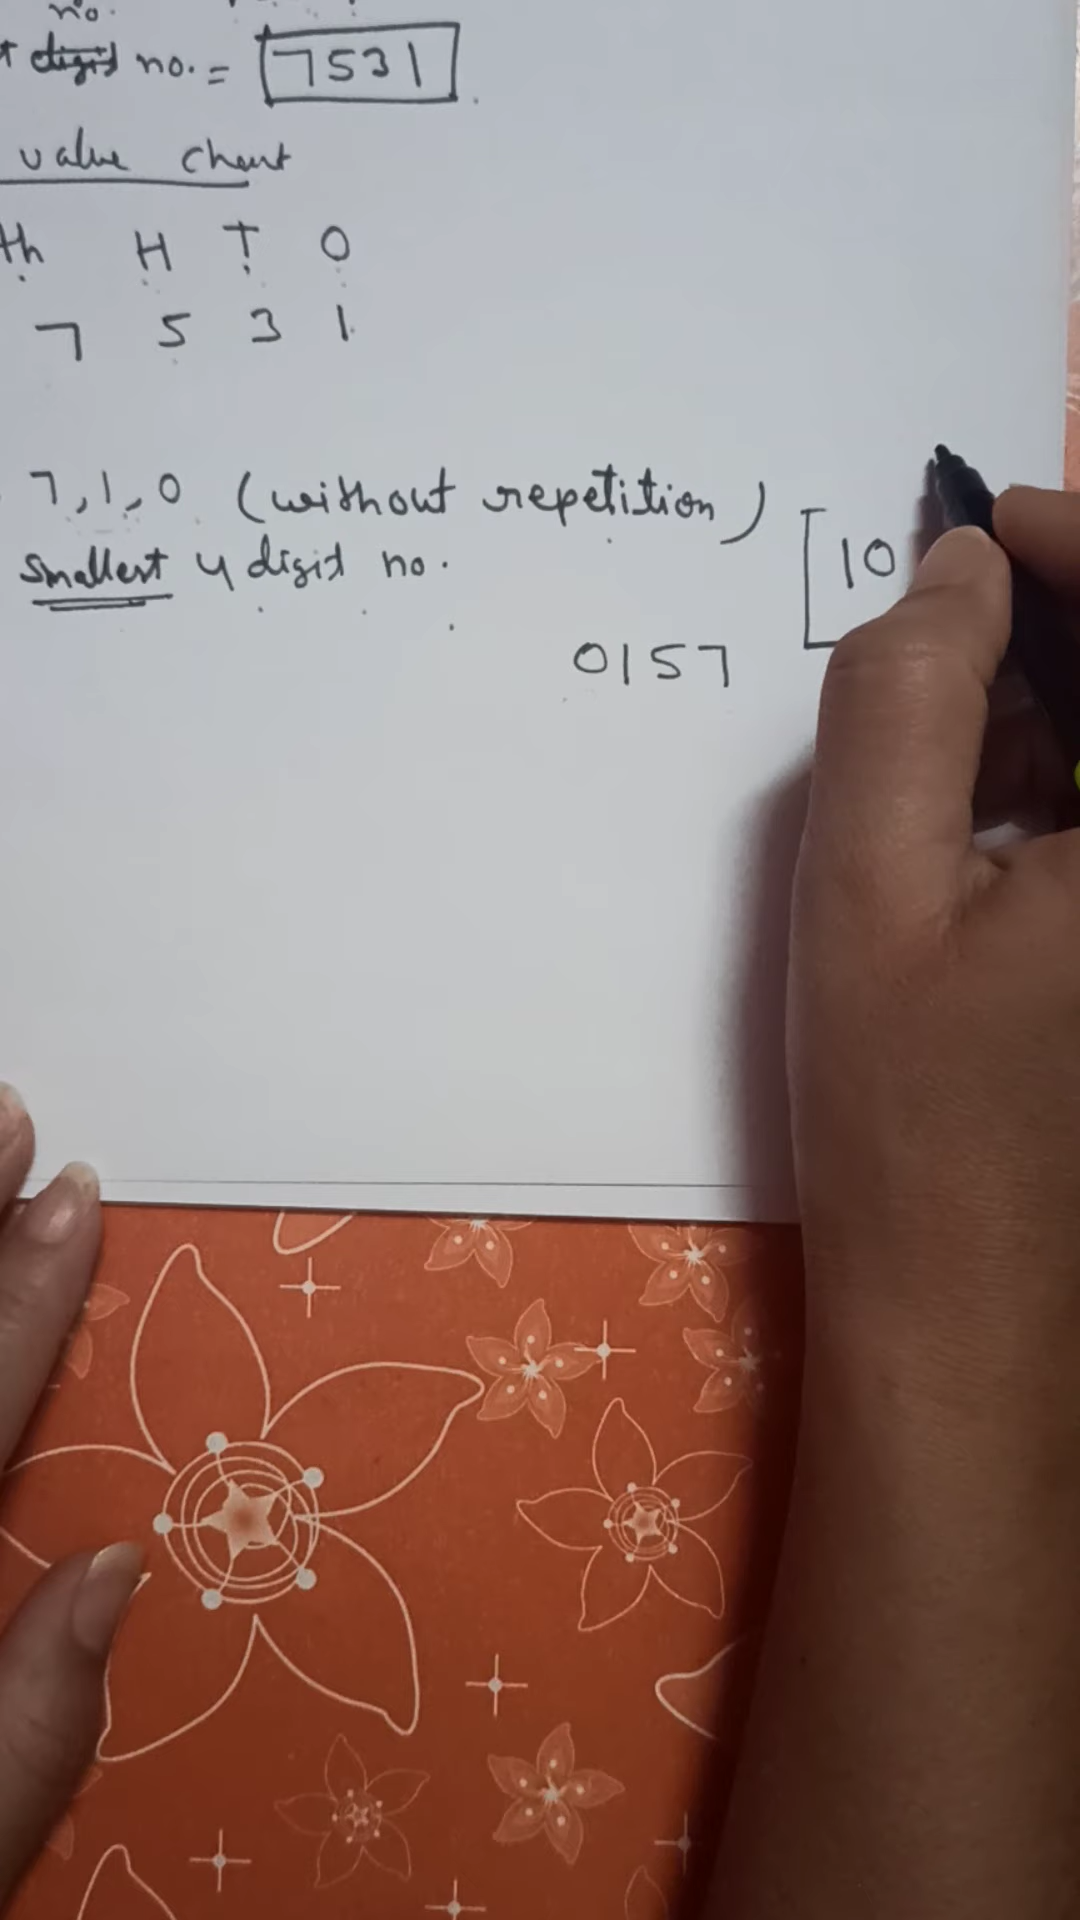 no.
no. = 7531
value chart
th H T O
7 5 3 1
7, 1, 0 (without repetition)
smallest 4 digit no.
10
0157